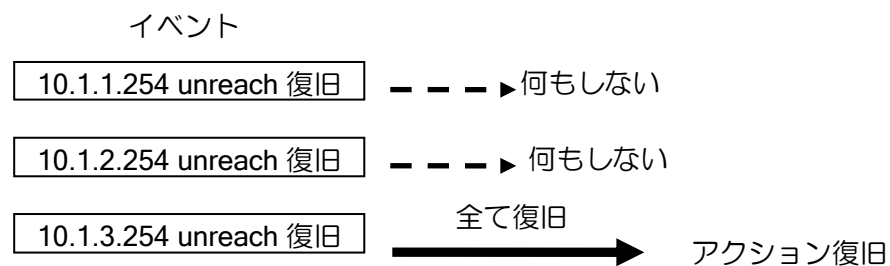 イベント
10.1.1.254 unreach 復旧
何もしない
10.1.2.254 unreach 復旧
何もしない
全て復旧
10.1.3.254 unreach 復旧
アクション復旧